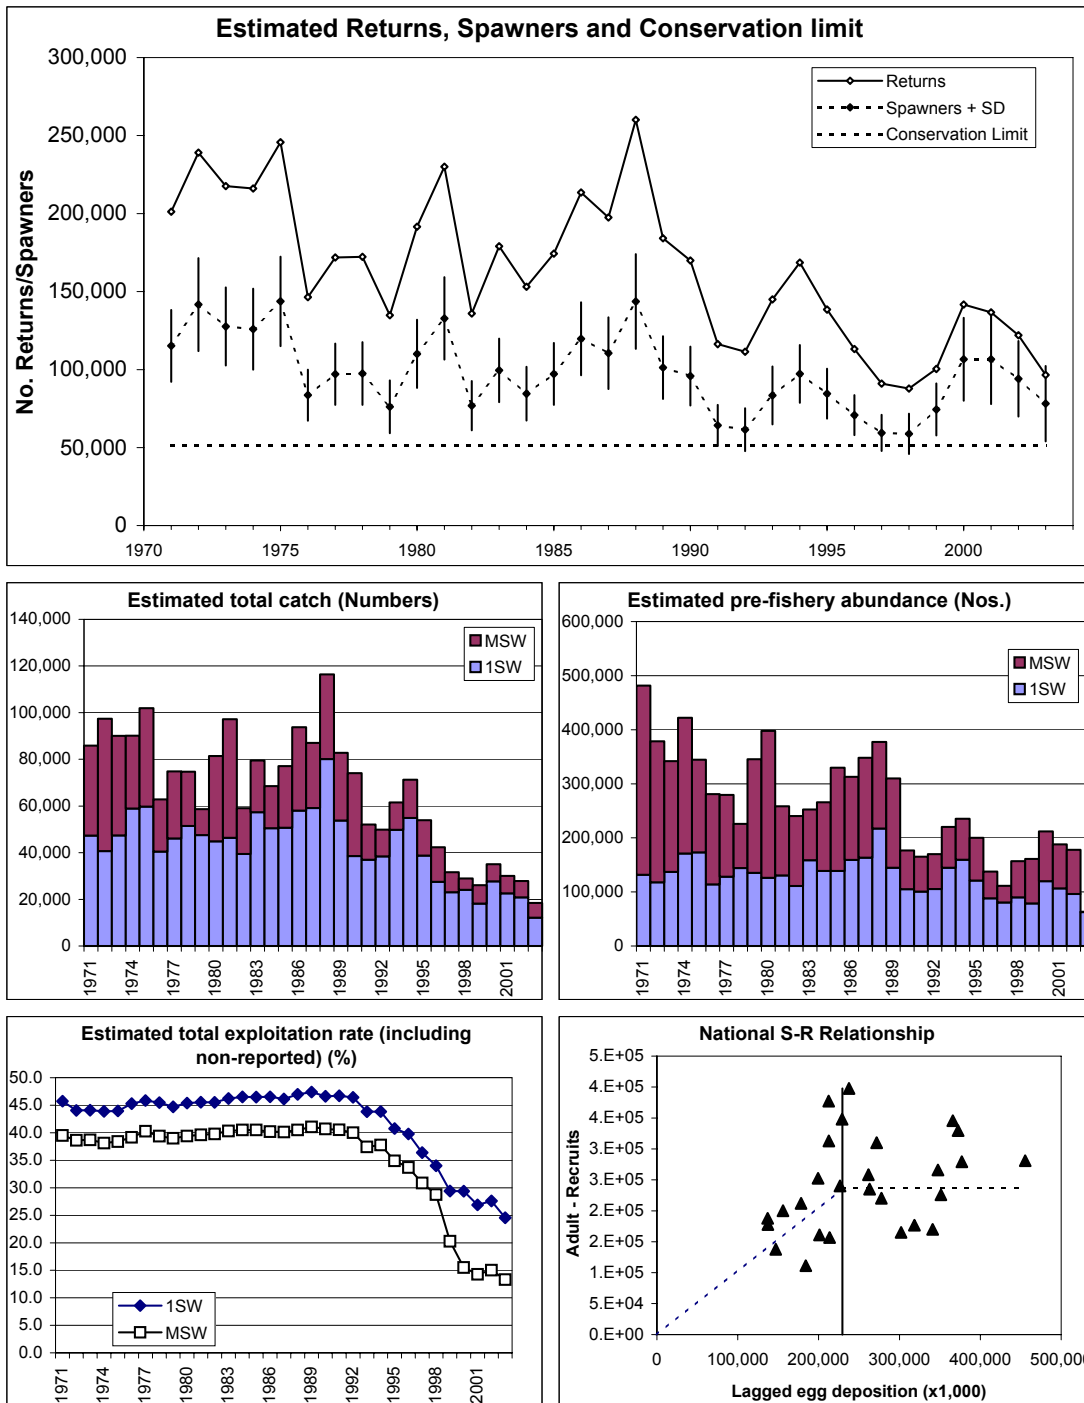 Estimated Returns, Spawners and Conservation limit
300,000
250,000
200,000
150,000
100,000
50,000
0
No. Returns/Spawners
Returns
Spawners + SD
Conservation Limit
1970 1975 1980 1985 1990 1995 2000
Estimated total catch (Numbers)
140,000
120,000
100,000
80,000
60,000
40,000
20,000
0
MSW
1SW
1971 1974 1977 1980 1983 1986 1989 1992 1995 1998 2001
Estimated pre-fishery abundance (Nos.)
600,000
500,000
400,000
300,000
200,000
100,000
0
MSW
1SW
1971 1974 1977 1980 1983 1986 1989 1992 1995 1998 2001
Estimated total exploitation rate (including
non-reported) (%)
50.0
45.0
40.0
35.0
30.0
25.0
20.0
15.0
10.0
5.0
0.0
1SW
MSW
1971 1974 1977 1980 1983 1986 1989 1992 1995 1998 2001
National S-R Relationship
5.E+05
4.E+05
4.E+05
3.E+05
3.E+05
2.E+05
2.E+05
1.E+05
5.E+04
0.E+00
Adult - Recruits
0 100,000 200,000 300,000 400,000 500,000
Lagged egg deposition (x1,000)